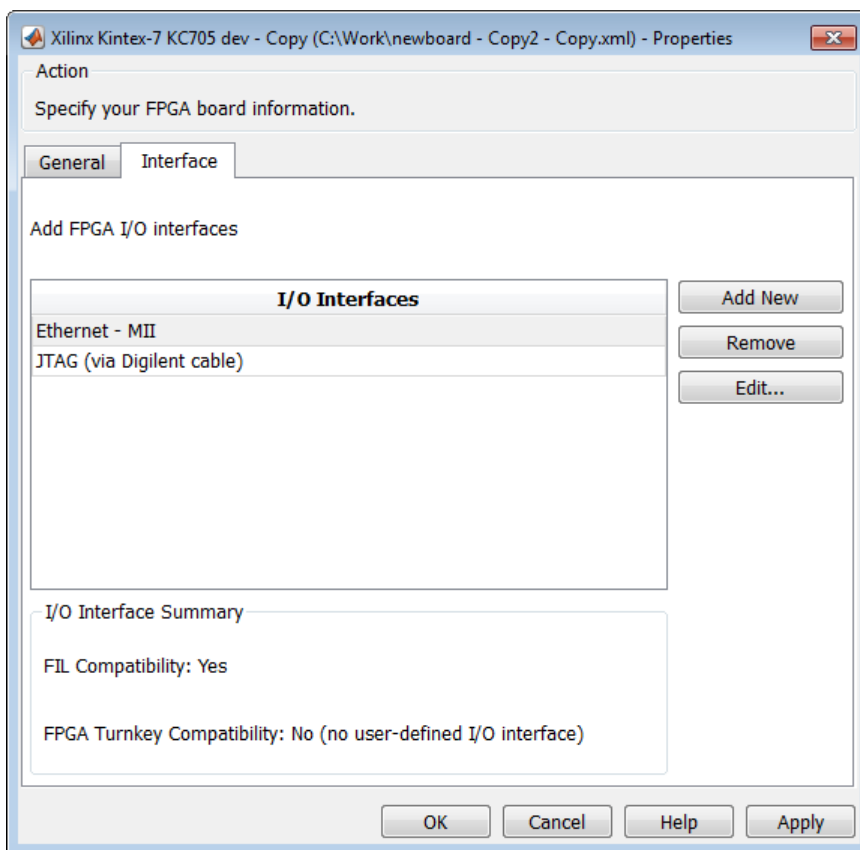 Xilinx Kintex-7 KC705 dev - Copy (C:\Work\newboard - Copy2 - Copy.xml) - Properties
Action
Specify your FPGA board information.
General Interface
Add FPGA I/O interfaces
I/O Interfaces
Ethernet - MII
JTAG (via Digilent cable)
Add New
Remove
Edit...
I/O Interface Summary
FIL Compatibility: Yes
FPGA Turnkey Compatibility: No (no user-defined I/O interface)
OK Cancel Help Apply